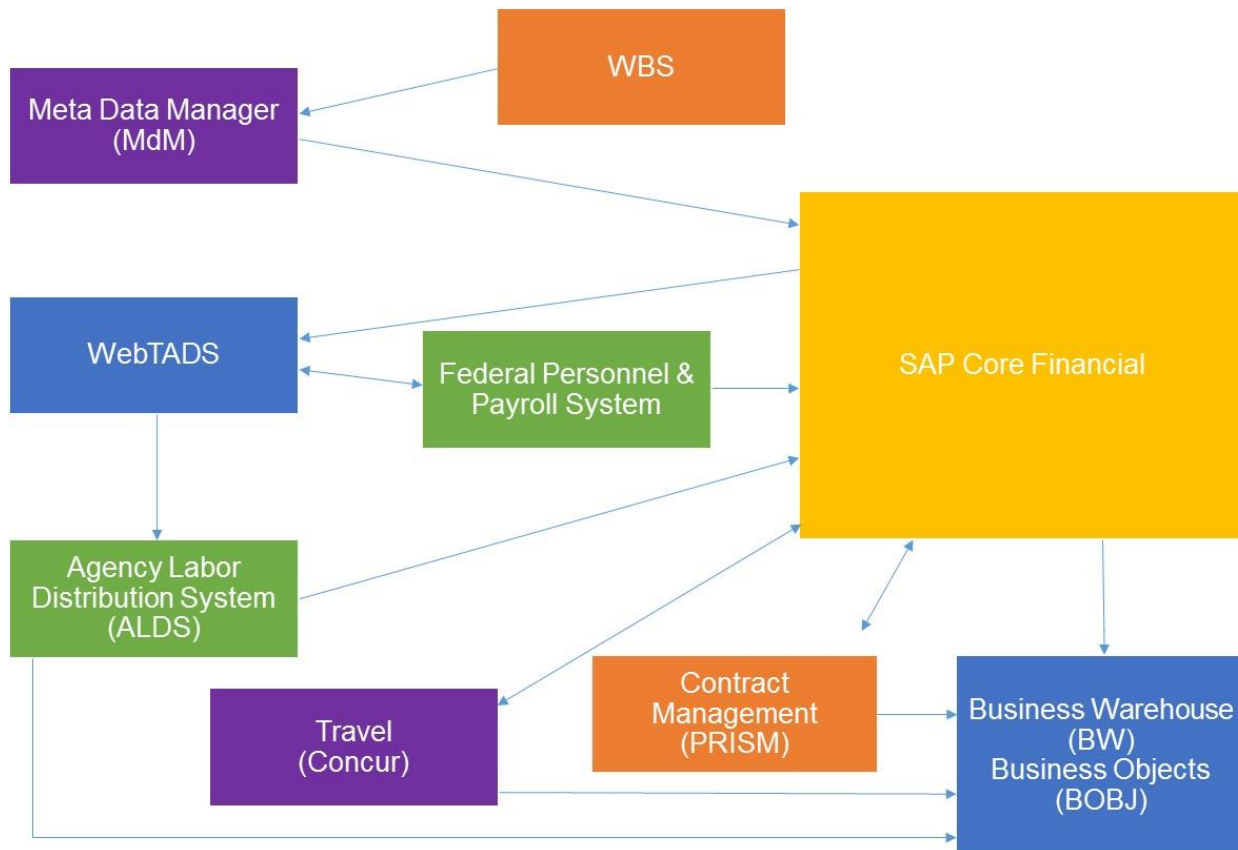 WBS
Meta Data Manager
(MdM)
WebTADS
Federal Personnel &
Payroll System
SAP Core Financial
Agency Labor
Distribution System
(ALDS)
Travel
(Concur)
Contract
Management
(PRISM)
Business Warehouse
(BW)
Business Objects
(BOBJ)